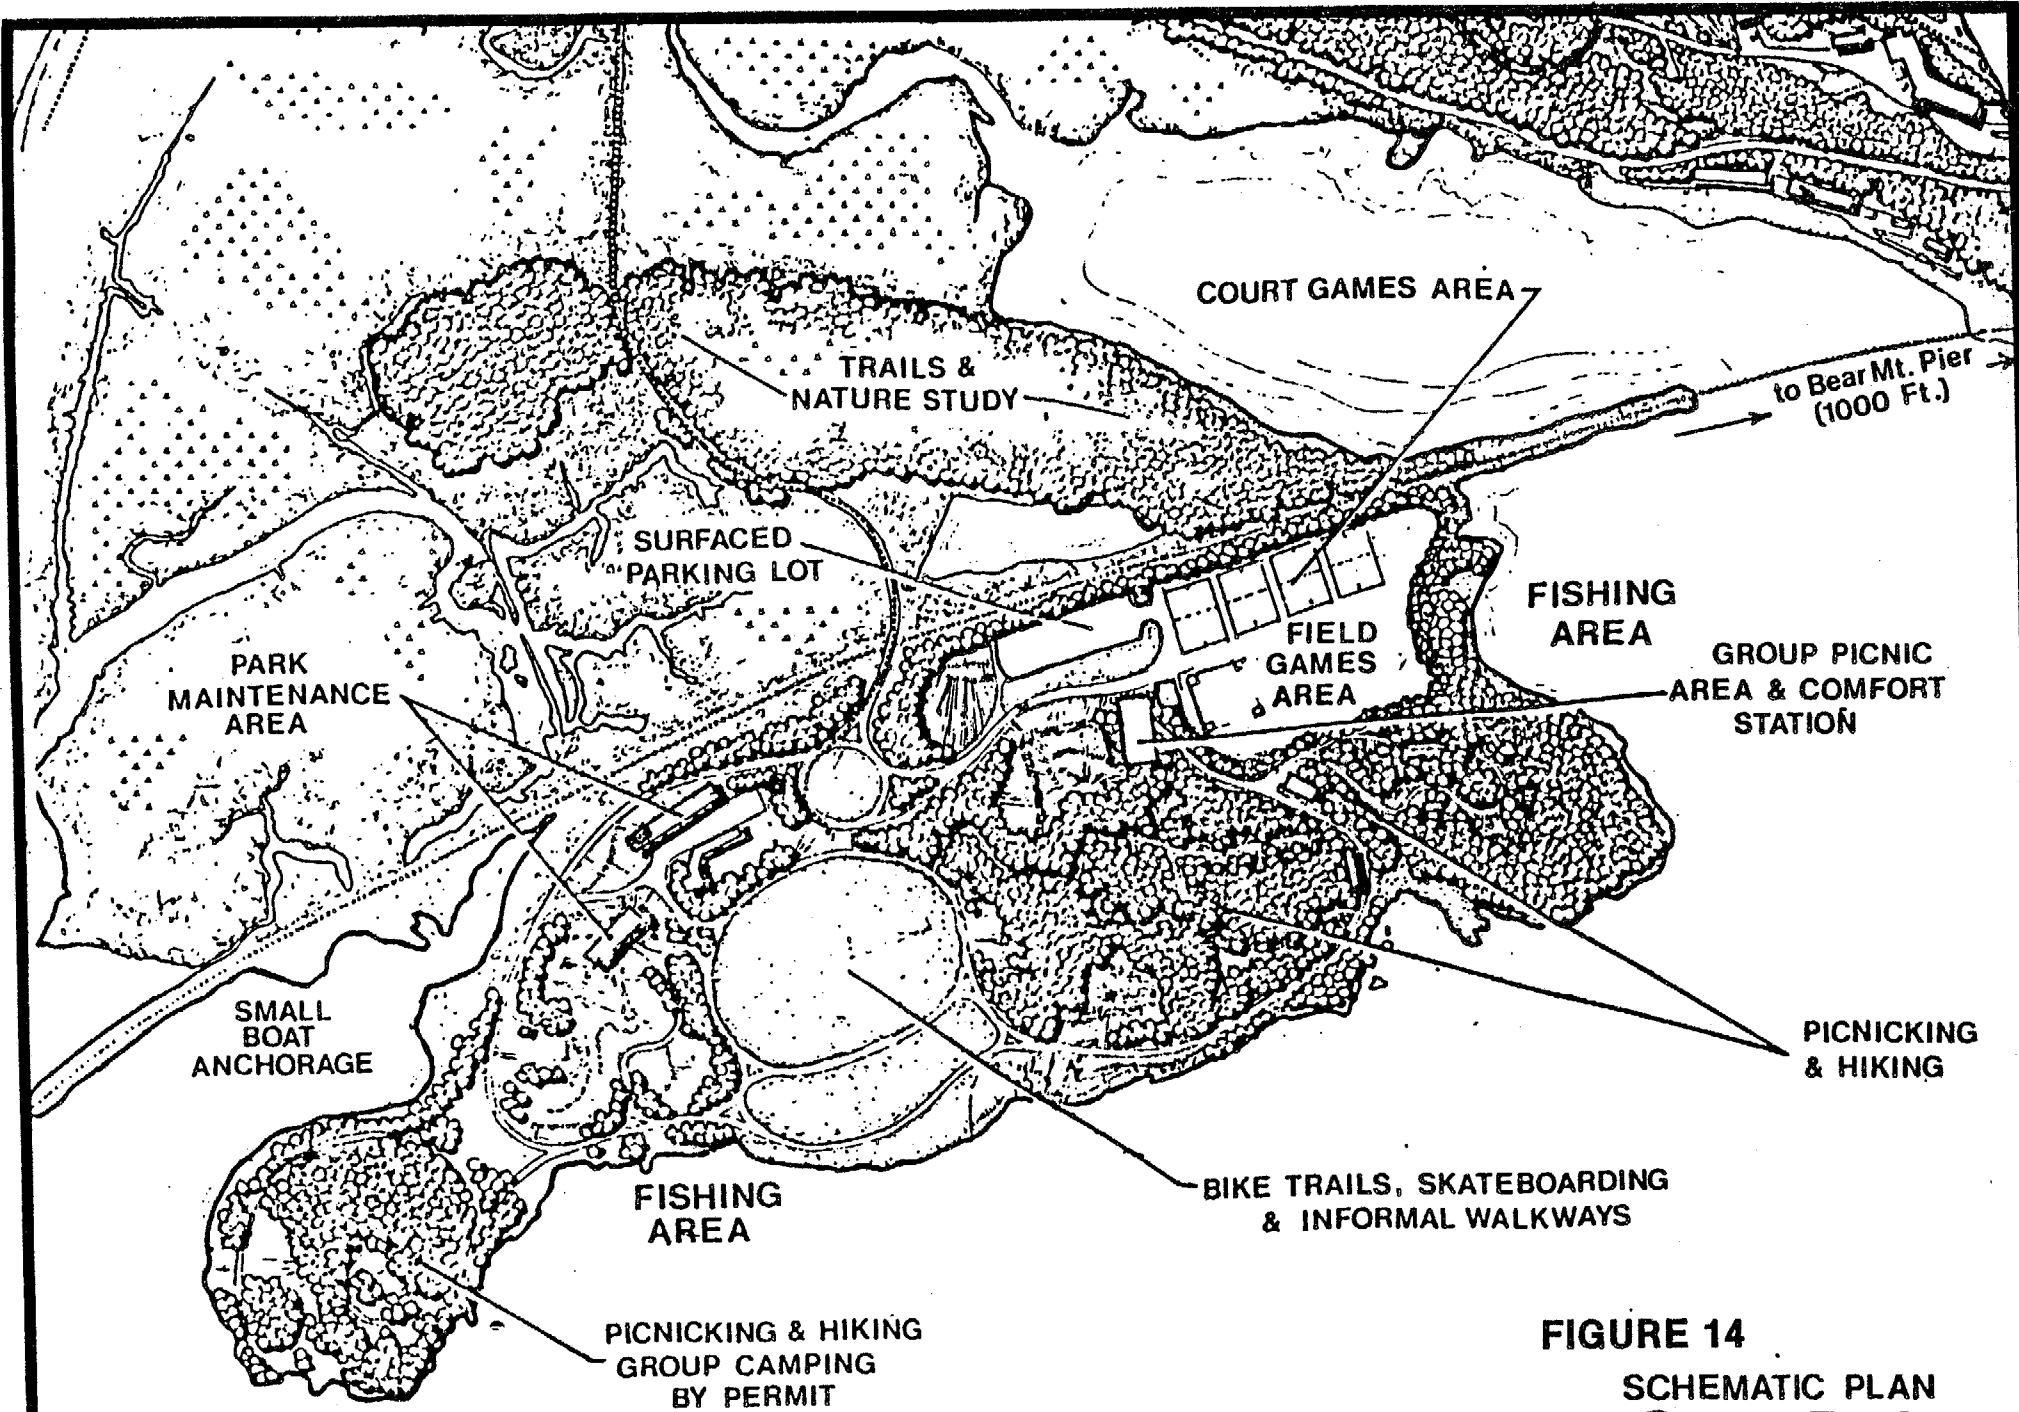 COURT GAMES AREA
to Bear Mt. Pier
(1000 Ft.)
TRAILS &
NATURE STUDY
SURFACED
PARKING LOT
FISHING
AREA
FIELD
GAMES
AREA
GROUP PICNIC
AREA & COMFORT
STATION
PARK
MAINTENANCE
AREA
SMALL
BOAT
ANCHORAGE
PICNICKING
& HIKING
BIKE TRAILS, SKATEBOARDING
& INFORMAL WALKWAYS
FISHING
AREA
PICNICKING & HIKING
GROUP CAMPING
BY PERMIT
FIGURE 14
SCHEMATIC PLAN